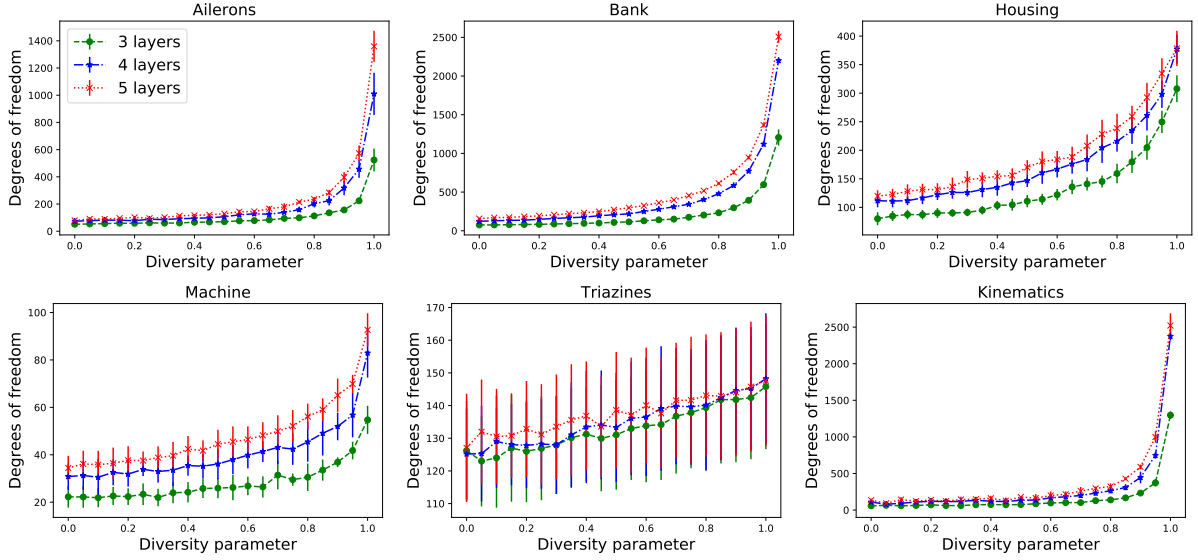 Ailerons
Degrees of freedom
1400
1200
1000
800
600
400
200
0
3 layers
4 layers
5 layers
0.0 0.2 0.4 0.6 0.8 1.0
Diversity parameter
Bank
Degrees of freedom
2500
2000
1500
1000
500
0
0.0 0.2 0.4 0.6 0.8 1.0
Diversity parameter
Housing
Degrees of freedom
400
350
300
250
200
150
100
0.0 0.2 0.4 0.6 0.8 1.0
Diversity parameter
Machine
Degrees of freedom
100
80
60
40
20
0.0 0.2 0.4 0.6 0.8 1.0
Diversity parameter
Triazines
Degrees of freedom
170
160
150
140
130
120
110
0.0 0.2 0.4 0.6 0.8 1.0
Diversity parameter
Kinematics
Degrees of freedom
2500
2000
1500
1000
500
0
0.0 0.2 0.4 0.6 0.8 1.0
Diversity parameter